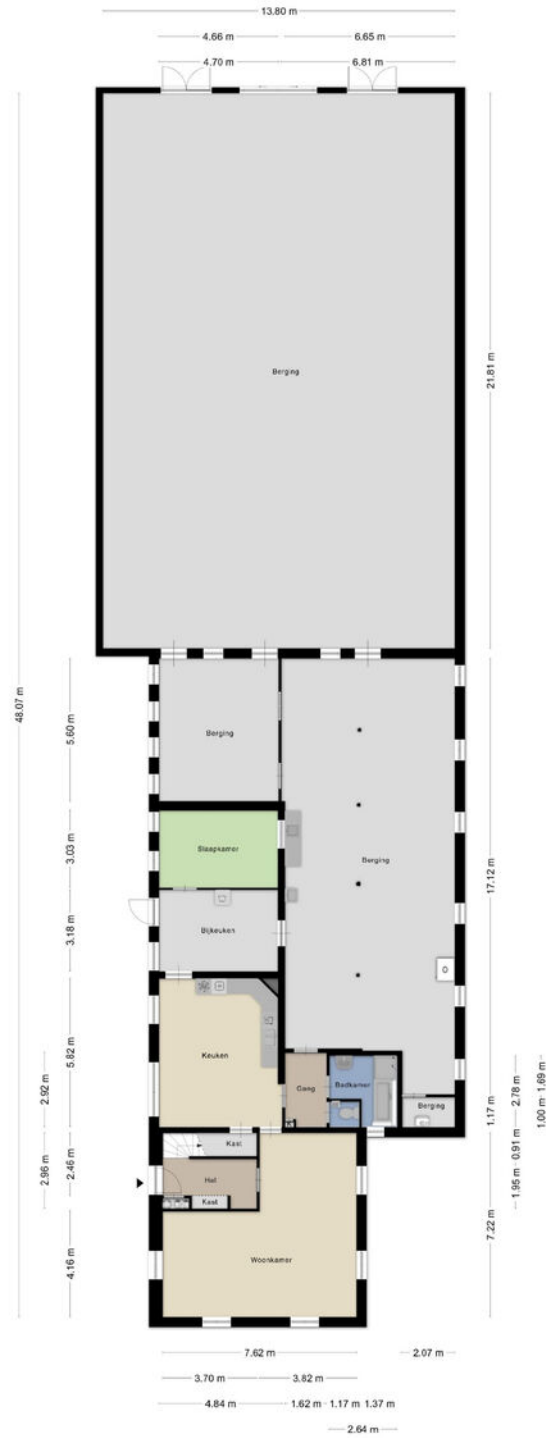 13.80 m
4.66 m 6.65 m
4.70 m 6.81 m
Berging
21.81 m
48.07 m
Berging
5.60 m
Slaapkamer
3.03 m
Berging
17.12 m
Bijkeuken
3.18 m
Keuken
5.82 m
2.92 m
Gang
Badkamer
Berging
1.17 m
2.78 m
1.00 m 1.69 m
1.95 m 0.91 m
Kast
2.46 m
2.96 m
Hal
Kast
7.22 m
Woonkamer
4.16 m
7.62 m 2.07 m
3.70 m 3.82 m
4.84 m 1.62 m 1.17 m 1.37 m
2.64 m